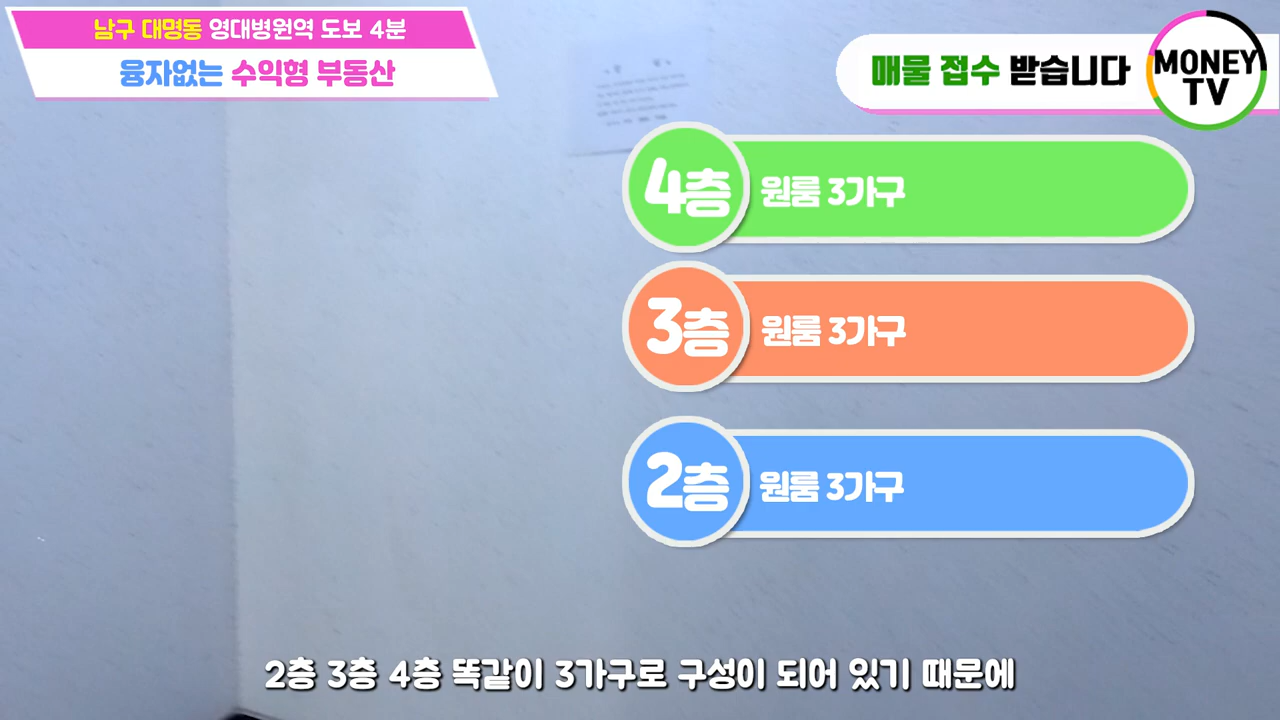 남구 대명동 영대병원역 도보 4분
융자없는 수익형 부동산
매물 접수 받습니다
MONEY
TV
4층 원룸 3가구
3층 원룸 3가구
2층 원룸 3가구
2층 3층 4층 똑같이 3가구로 구성이 되어 있기 때문에